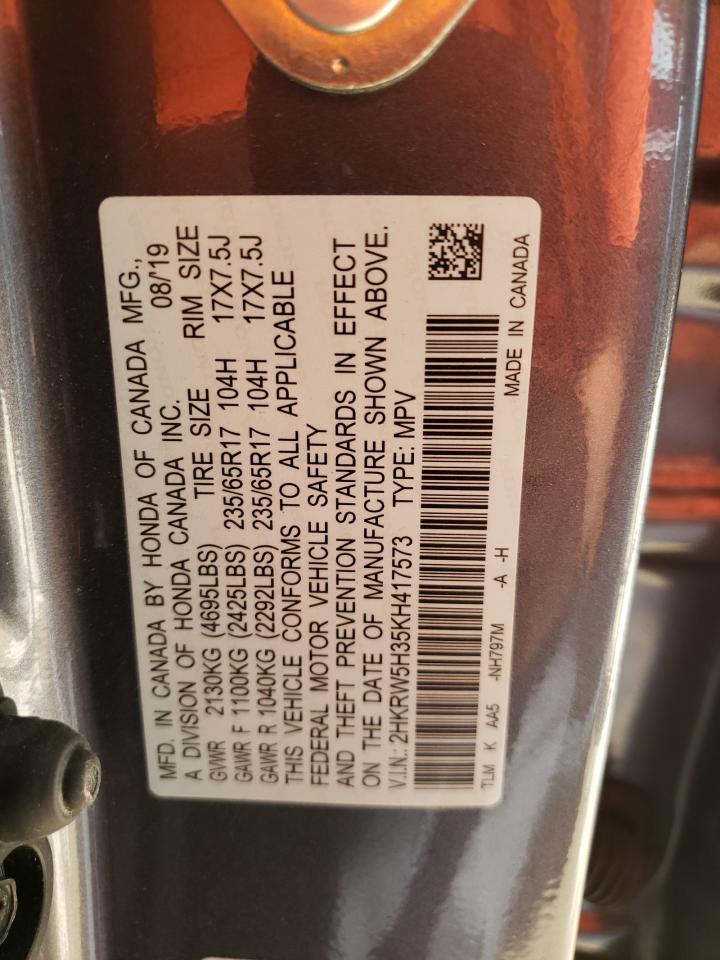 MFD. IN CANADA BY HONDA OF CANADA MFG.,
A DIVISION OF HONDA CANADA INC. 08/'19
GVWR 2130KG (4695LBS) TIRE SIZE RIM SIZE
GAWR F 1100KG (2425LBS) 235/65R17 104H 17X7.5J
GAWR R 1040KG (2292LBS) 235/65R17 104H 17X7.5J
THIS VEHICLE CONFORMS TO ALL APPLICABLE
FEDERAL MOTOR VEHICLE SAFETY
AND THEFT PREVENTION STANDARDS IN EFFECT
ON THE DATE OF MANUFACTURE SHOWN ABOVE.
V.I.N.: 2HKRW5H35KH417573 TYPE: MPV
TLM K AA5 -NH797M -A -H MADE IN CANADA